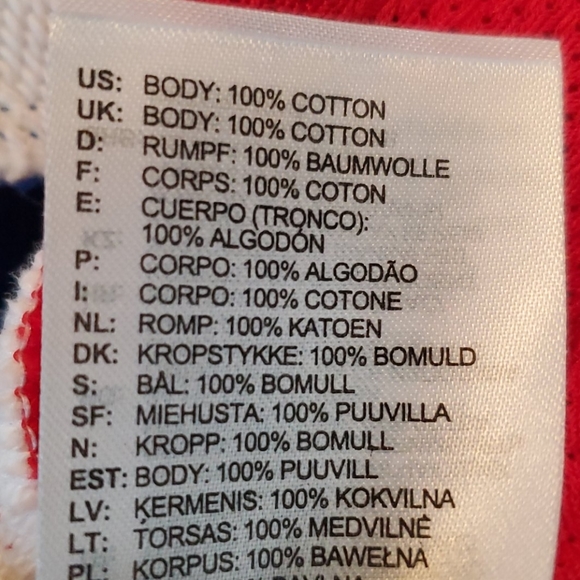 US: BODY: 100% COTTON
UK: BODY: 100% COTTON
D: RUMPF: 100% BAUMWOLLE
F: CORPS: 100% COTON
E: CUERPO (TRONCO):
100% ALGODÓN
P: CORPO: 100% ALGODÃO
I: CORPO: 100% COTONE
NL: ROMP: 100% KATOEN
DK: KROPSTYKKE: 100% BOMULD
S: BÅL: 100% BOMULL
SF: MIEHUSTA: 100% PUUVILLA
N: KROPP: 100% BOMULL
EST: BODY: 100% PUUVILL
LV: ĶERMENIS: 100% KOKVILNA
LT: TORSAS: 100% MEDVILNĖ
PL: KORPUS: 100% BAWEŁNA